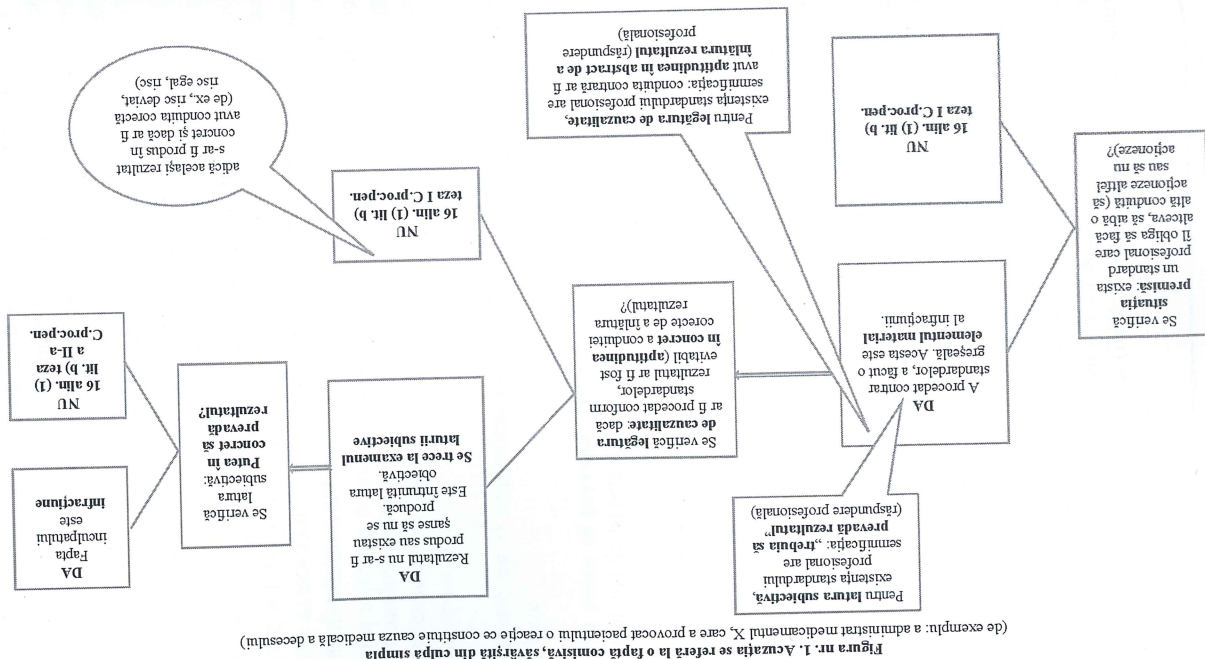 Figura nr. 1. Acuzația se referă la o faptă comisivă, săvârșită din culpă simplă
(de exemplu: a administrat medicamentul X, care a provocat pacientului o reacție ce constituie cauza medicală a decesului)
Pentru latura subiectivă,
existența standardului
profesional are
semnificația: „trebuia să
prevadă rezultatul”
(răspundere profesională)
Se verifică
situația
premisă: exista
un standard
profesional care
îl obliga să facă
altceva, să aibă o
altă conduită (să
acționeze altfel
sau să nu
acționeze)?
DA
A procedat contrar
standardelor, a făcut o
greșeală. Acesta este
elementul material
al infracțiunii.
NU
16 alin. (1) lit. b)
teza I C.proc.pen.
Pentru legătura de cauzalitate,
existența standardului profesional are
semnificația: conduita contrară ar fi
avut aptitudinea în abstract de a
înlătura rezultatul (răspundere
profesională)
Se verifică legătura
de cauzalitate: dacă
ar fi procedat conform
standardelor,
rezultatul ar fi fost
evitabil (aptitudinea
în concret a conduitei
corecte de a înlătura
rezultatul)?
DA
Rezultatul nu s-ar fi
produs sau existau
șanse să nu se
producă.
Este întrunită latura
obiectivă.
Se trece la examenul
laturii subiective
NU
16 alin. (1) lit. b)
teza I C.proc.pen.
adică același rezultat
s-ar fi produs în
concret și dacă ar fi
avut conduita corectă
(de ex., risc deviat,
risc egal, risc)
Se verifică
latura
subiectivă:
Putea în
concret să
prevadă
rezultatul?
DA
Fapta
inculpatului
este
infracțiune
NU
16 alin. (1)
lit. b) teza
a II-a
C.proc.pen.